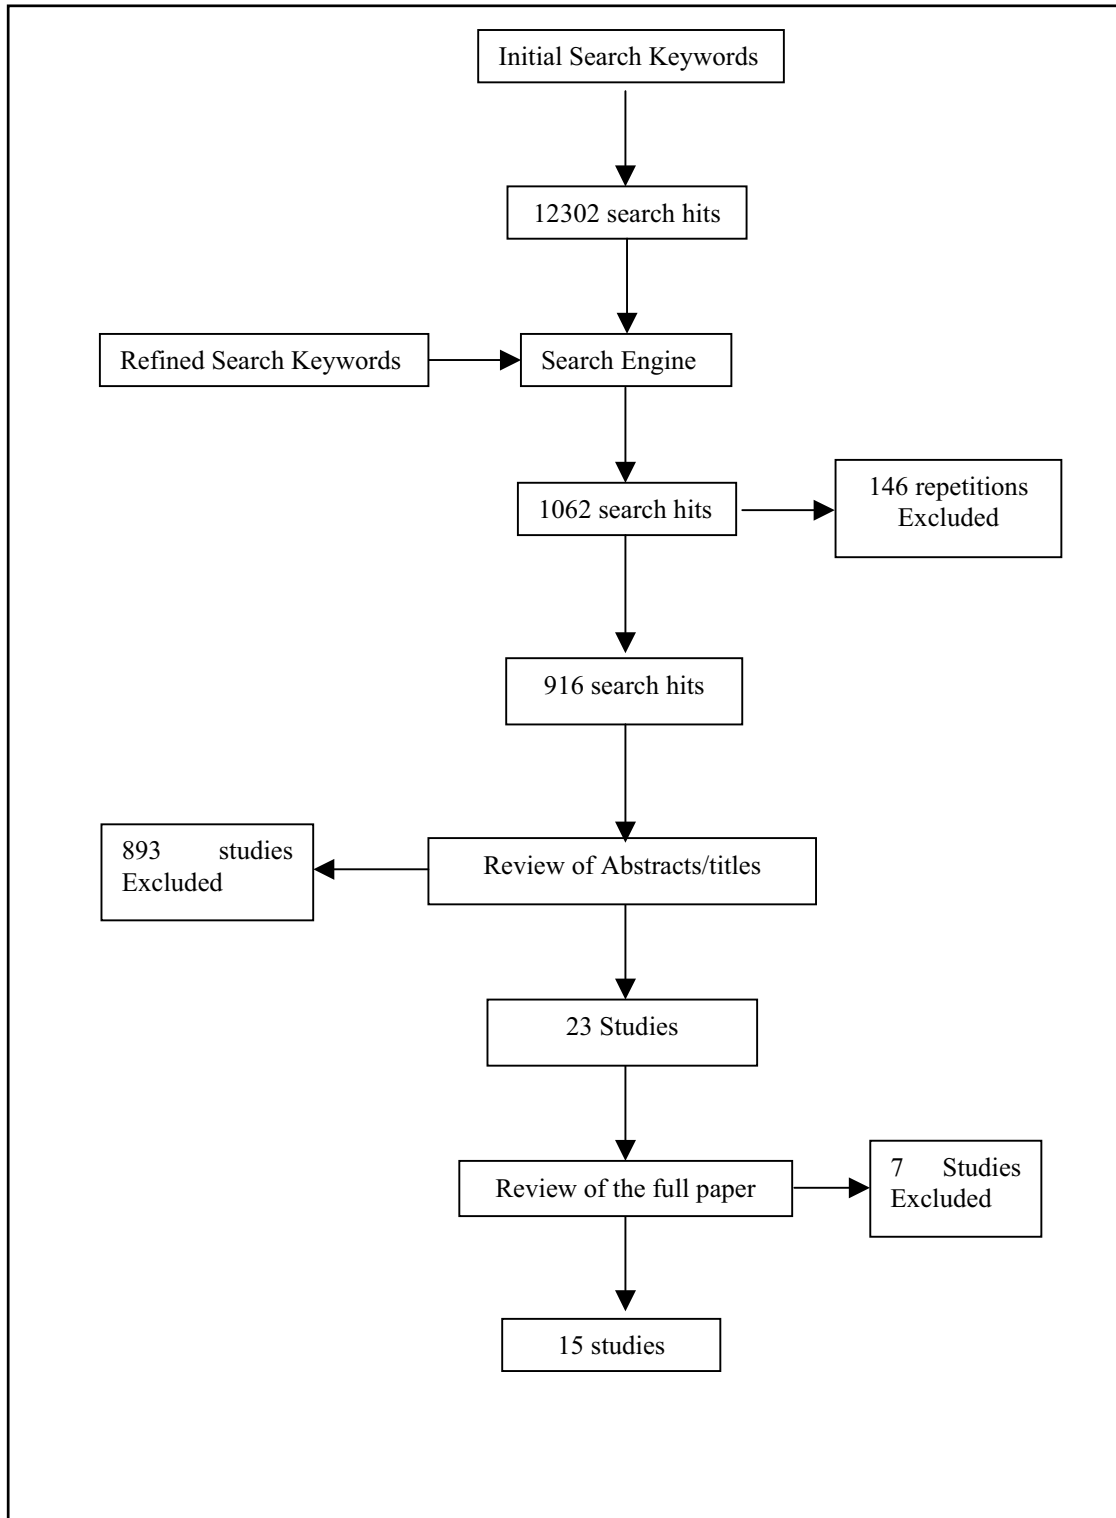 Initial Search Keywords
12302 search hits
Refined Search Keywords
Search Engine
1062 search hits
146 repetitions
Excluded
916 search hits
893 studies
Excluded
Review of Abstracts/titles
23 Studies
Review of the full paper
7 Studies
Excluded
15 studies